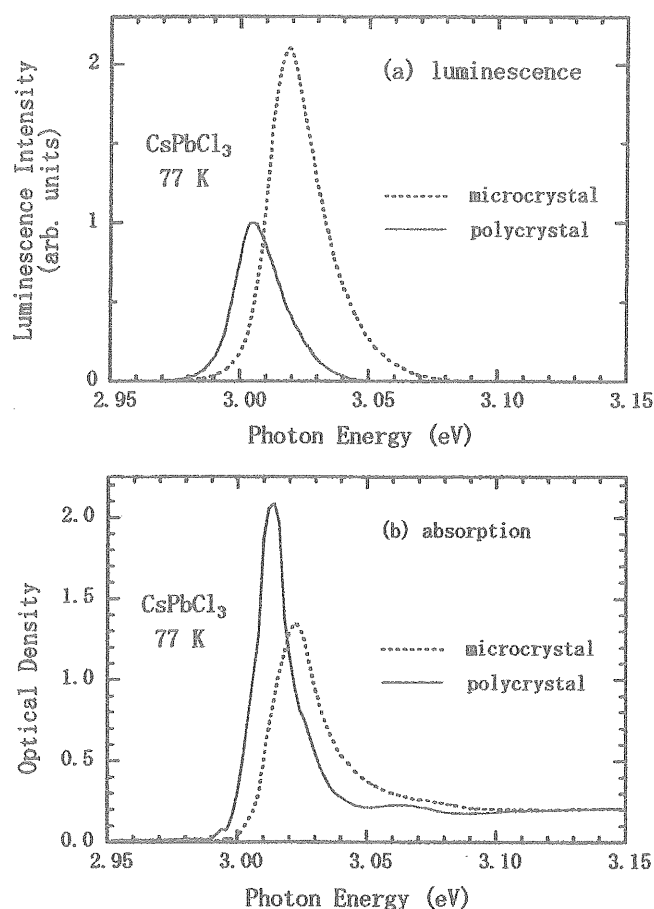 (a) luminescence
Luminescence Intensity
(arb. units)
2
1
0
CsPbCl₃
77 K
microcrystal
polycrystal
2.95 3.00 3.05 3.10 3.15
Photon Energy (eV)
(b) absorption
Optical Density
2.0
1.5
1.0
0.5
0.0
CsPbCl₃
77 K
microcrystal
polycrystal
2.95 3.00 3.05 3.10 3.15
Photon Energy (eV)